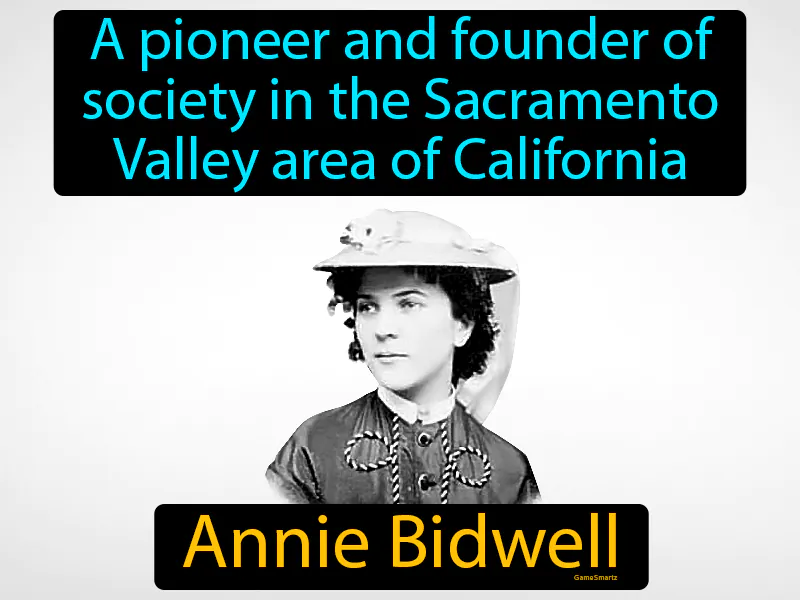 A pioneer and founder of
society in the Sacramento
Valley area of California
Annie Bidwell
GameSmartz